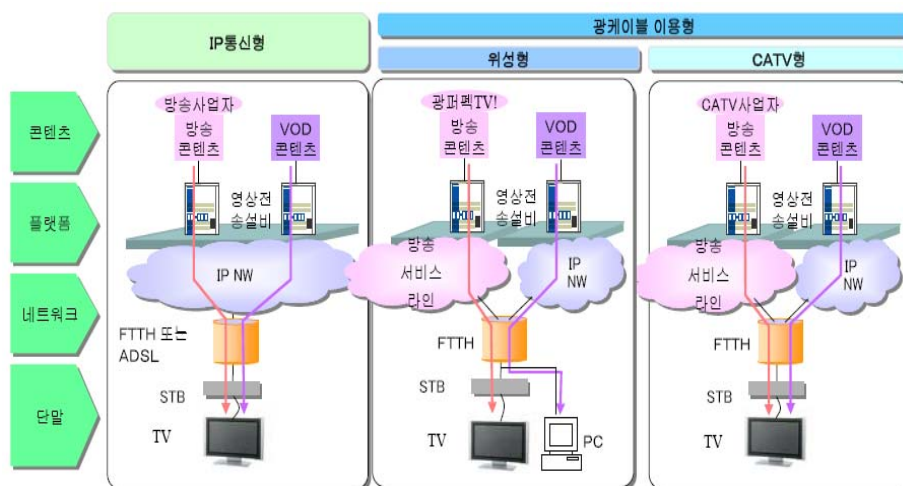 IP통신형
광케이블 이용형
위성형
CATV형
콘텐츠
플랫폼
네트워크
단말
방송사업자
방송
콘텐츠
VOD
콘텐츠
영상전
송설비
IP NW
FTTH 또는
ADSL
STB
TV
광퍼펙TV!
방송
콘텐츠
VOD
콘텐츠
영상전
송설비
방송
서비스
라인
IP
NW
FTTH
STB
TV
PC
CATV사업자
방송
콘텐츠
VOD
콘텐츠
영상전
송설비
방송
서비스
라인
IP
NW
FTTH
STB
TV